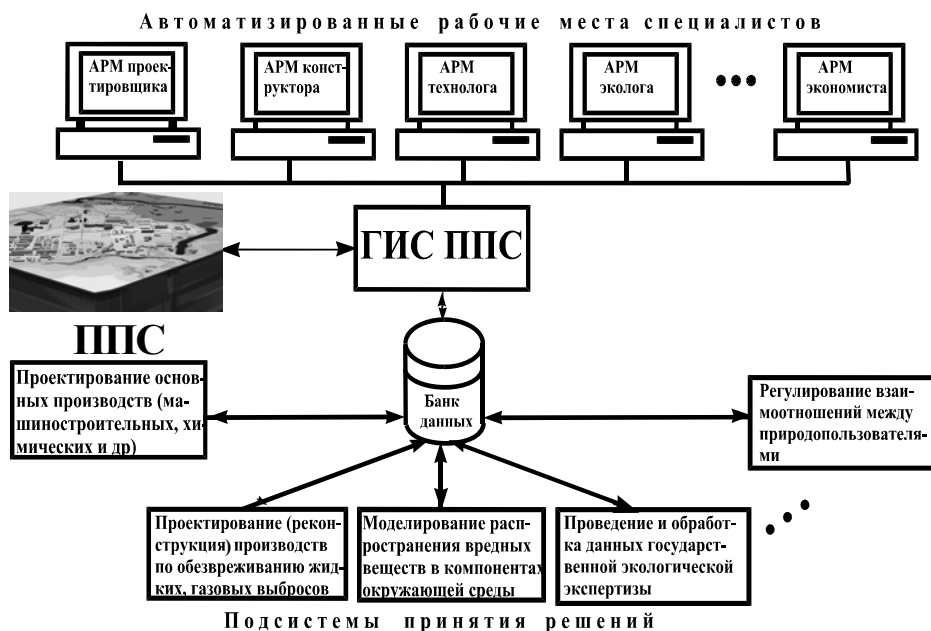 Автоматизированные рабочие места специалистов
АРМ проек-
тировщика
АРМ конст-
руктора
АРМ
технолога
АРМ
эколога
АРМ
экономиста
ГИС ППС
ППС
Проектирование основ-
ных производств (ма-
шиностроительных, хи-
мических и др)
Банк
данных
Регулирование взаи-
моотношений между
природопользователя-
ми
Проектирование (рекон-
струкция) производств
по обезвреживанию жид-
ких, газовых выбросов
Моделирование рас-
пространения вредных
веществ в компонентах
окружающей среды
Проведение и обработ-
ка данных государст-
венной экологической
экспертизы
Подсистемы принятия решений